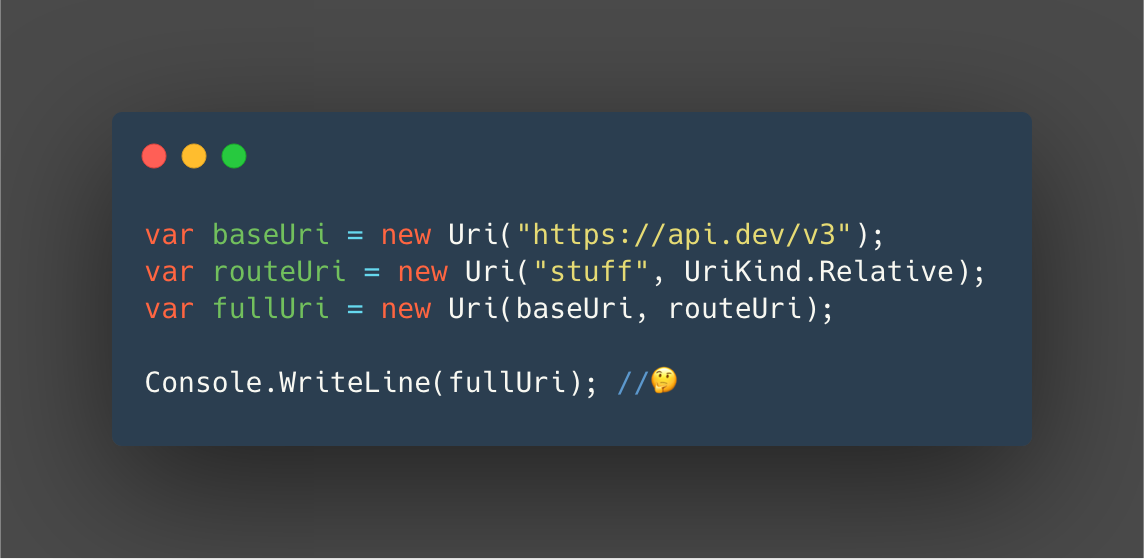 var baseUri = new Uri("https://api.dev/v3");
var routeUri = new Uri("stuff", UriKind.Relative);
var fullUri = new Uri(baseUri, routeUri);
Console.WriteLine(fullUri); //🤔